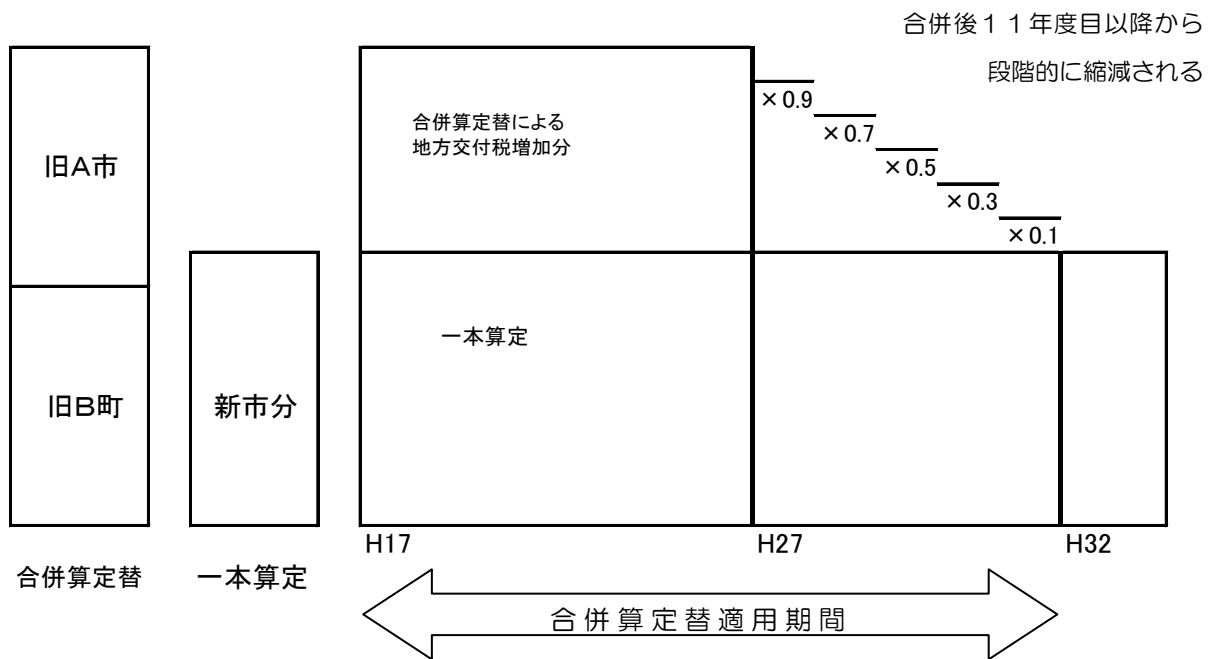 合併後１１年度目以降から
段階的に縮減される
旧A市
旧B町
合併算定替
新市分
一本算定
合併算定替による
地方交付税増加分
一本算定
×0.9
×0.7
×0.5
×0.3
×0.1
H17
H27
H32
合併算定替適用期間